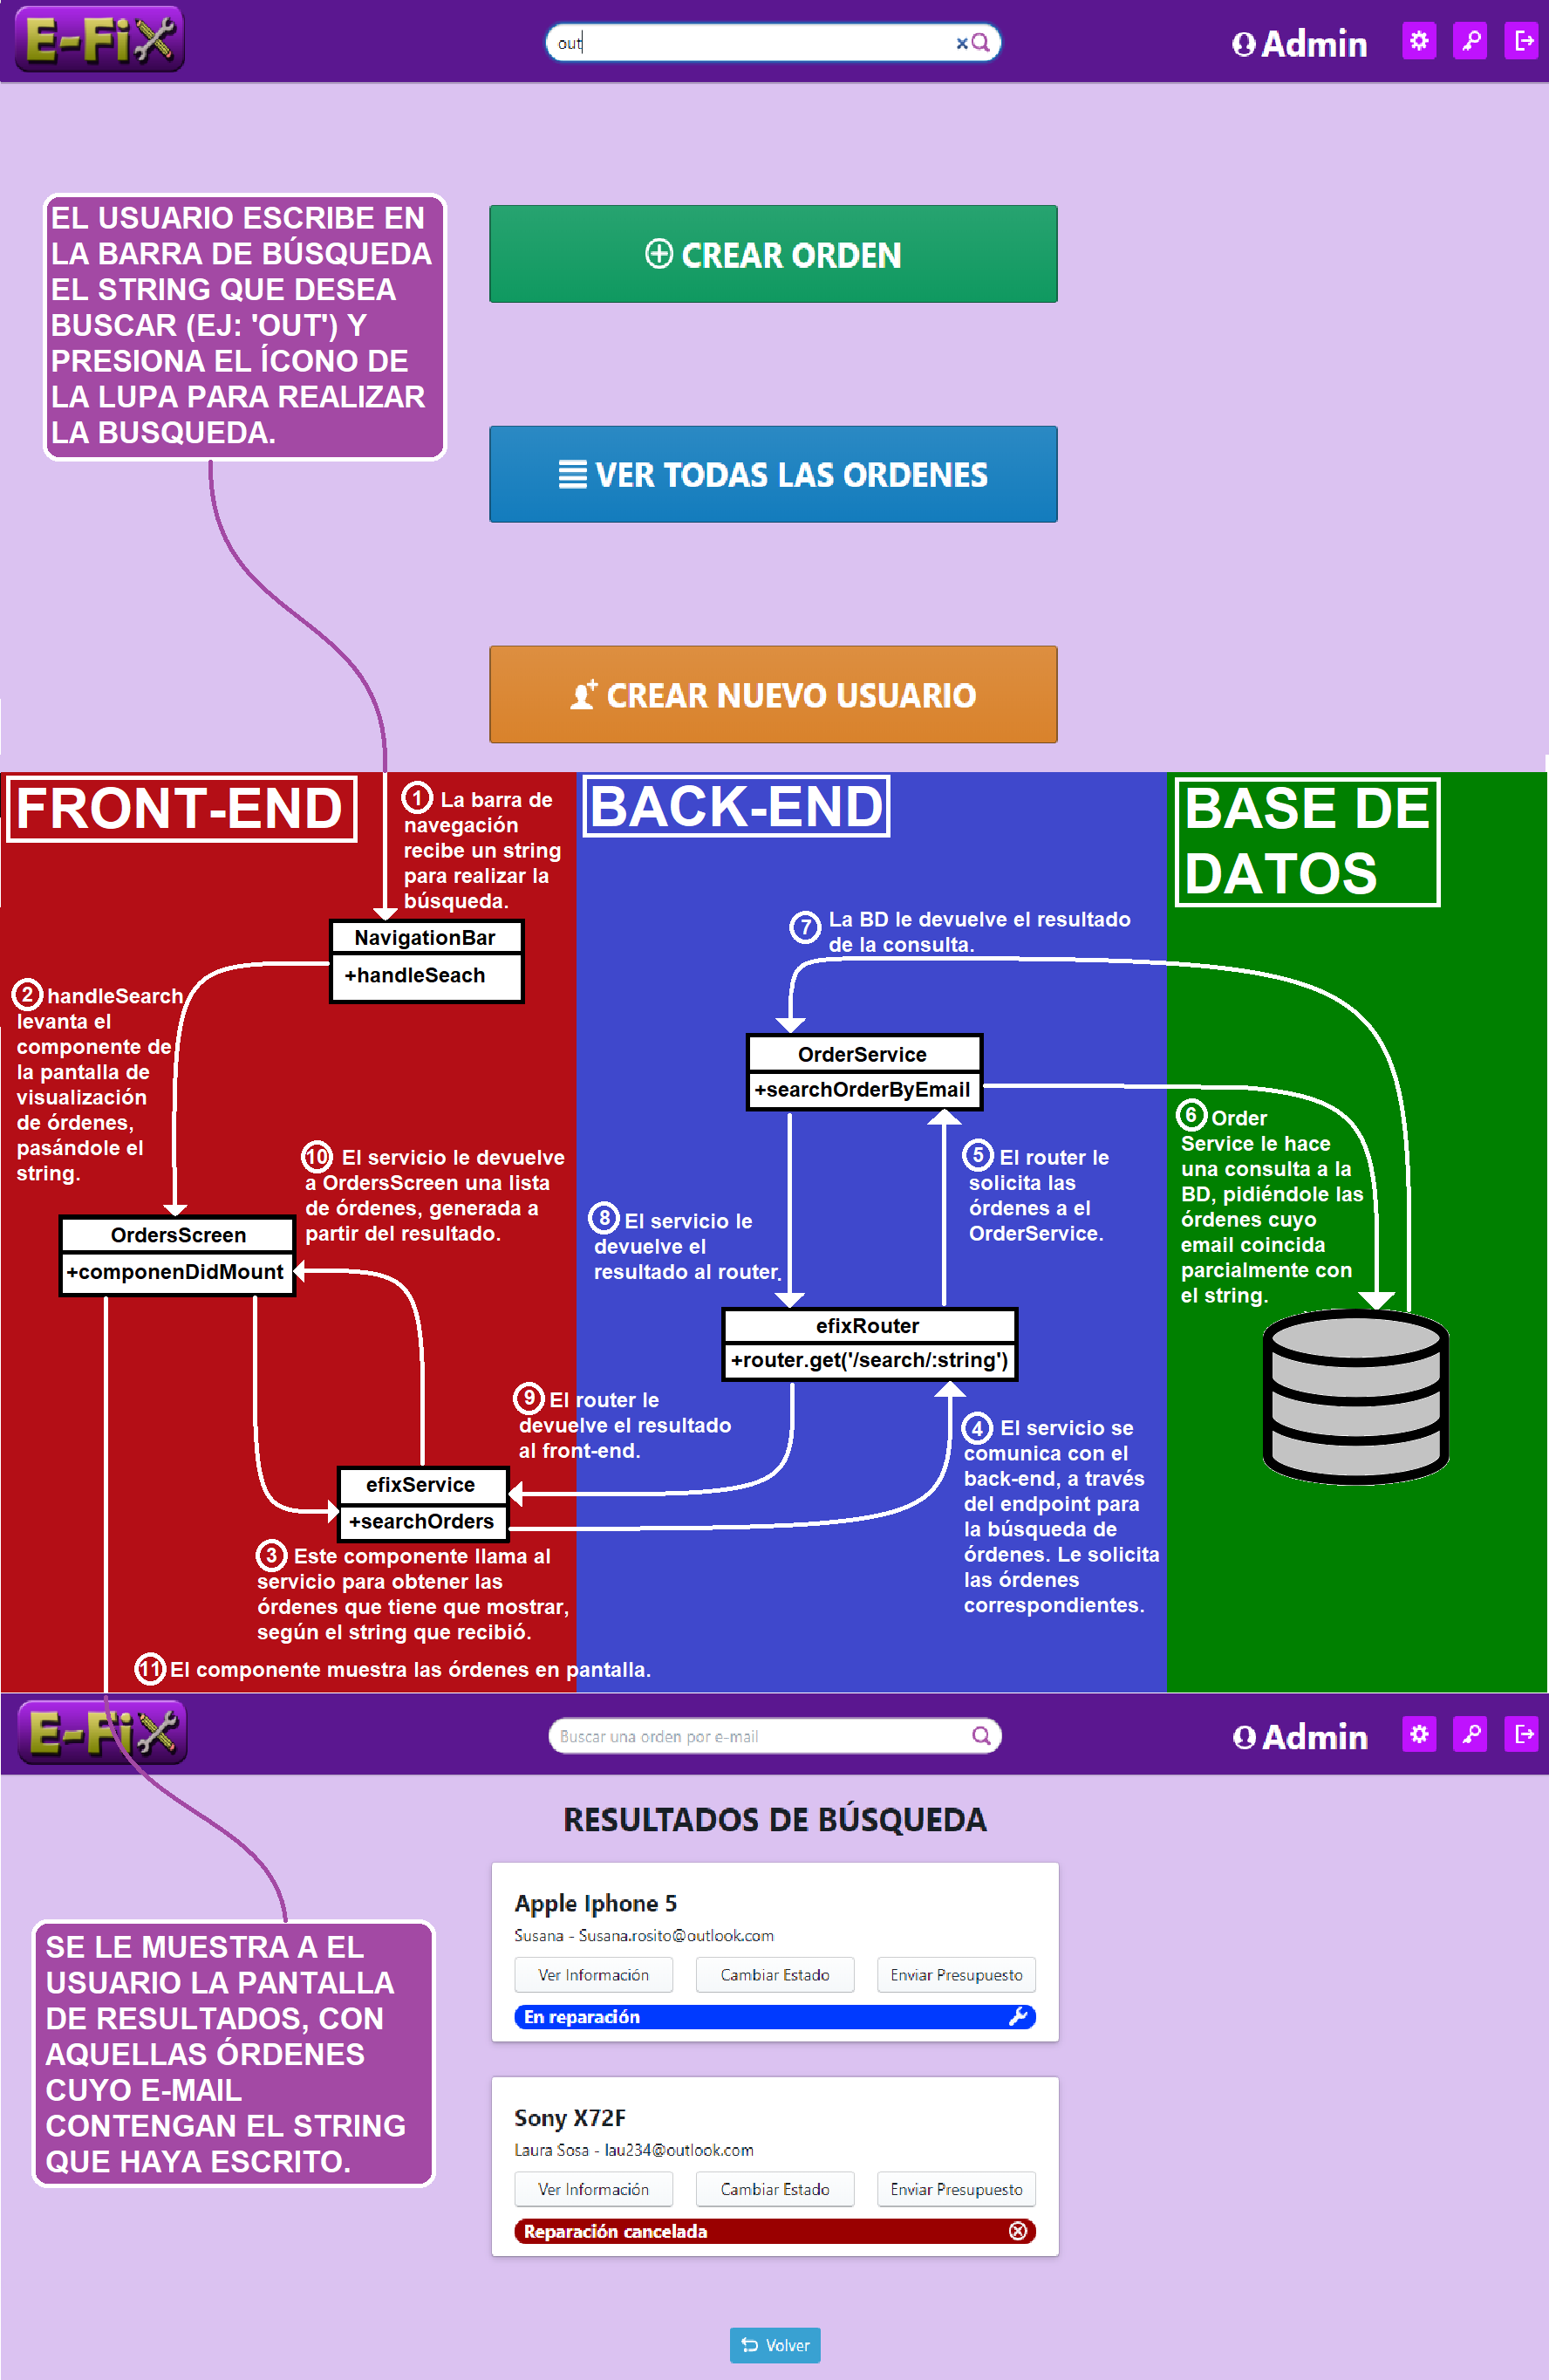 E-Fix
out
Admin
EL USUARIO ESCRIBE EN
LA BARRA DE BÚSQUEDA
EL STRING QUE DESEA
BUSCAR (EJ: 'OUT') Y
PRESIONA EL ÍCONO DE
LA LUPA PARA REALIZAR
LA BUSQUEDA.
CREAR ORDEN
VER TODAS LAS ORDENES
CREAR NUEVO USUARIO
FRONT-END
1 La barra de
navegación
recibe un string
para realizar la
búsqueda.
NavigationBar
+handleSeach
2 handleSearch
levanta el
componente de
la pantalla de
visualización
de órdenes,
pasándole el
string.
10 El servicio le devuelve
a OrdersScreen una lista
de órdenes, generada a
partir del resultado.
OrdersScreen
+componenDidMount
efixService
+searchOrders
3 Este componente llama al
servicio para obtener las
órdenes que tiene que mostrar,
según el string que recibió.
11 El componente muestra las órdenes en pantalla.
BACK-END
7 La BD le devuelve el resultado
de la consulta.
OrderService
+searchOrderByEmail
5 El router le
solicita las
órdenes a el
OrderService.
8 El servicio le
devuelve el
resultado al router.
efixRouter
+router.get('/search/:string')
9 El router le
devuelve el resultado
al front-end.
4 El servicio se
comunica con el
back-end, a través
del endpoint para
la búsqueda de
órdenes. Le solicita
las órdenes
correspondientes.
BASE DE
DATOS
6 Order
Service le hace
una consulta a la
BD, pidiéndole las
órdenes cuyo
email coincida
parcialmente con
el string.
E-Fix
Buscar una orden por e-mail
Admin
RESULTADOS DE BÚSQUEDA
SE LE MUESTRA A EL
USUARIO LA PANTALLA
DE RESULTADOS, CON
AQUELLAS ÓRDENES
CUYO E-MAIL
CONTENGAN EL STRING
QUE HAYA ESCRITO.
Apple Iphone 5
Susana - Susana.rosito@outlook.com
Ver Información Cambiar Estado Enviar Presupuesto
En reparación
Sony X72F
Laura Sosa - lau234@outlook.com
Ver Información Cambiar Estado Enviar Presupuesto
Reparación cancelada
Volver